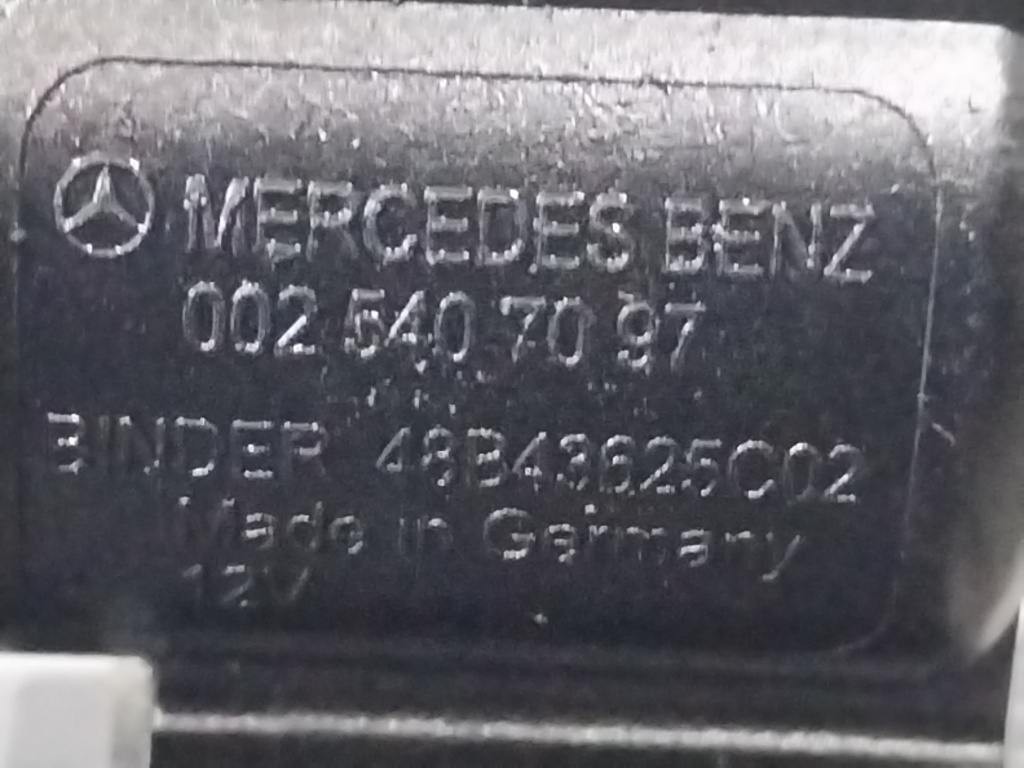 MERCEDES BENZ
002 540 70 97
BINDER 48B43625C02
Made in Germany
12V